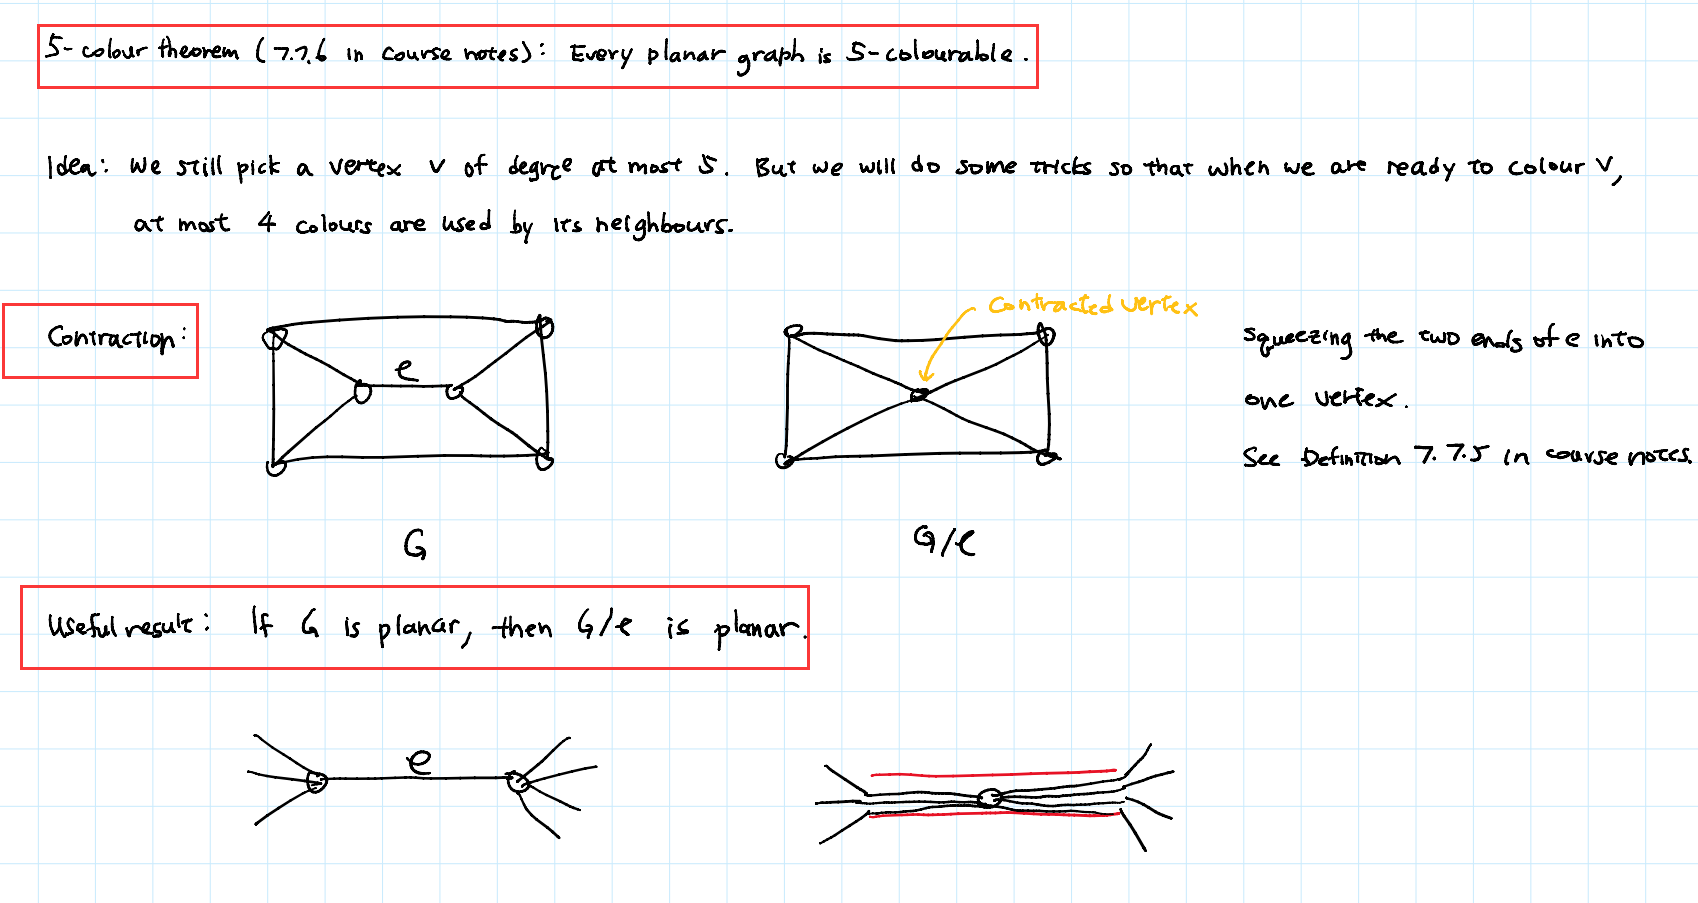 5-colour theorem (7.7.6 in course notes): Every planar graph is 5-colourable.
Idea: We still pick a vertex v of degree at most 5. But we will do some tricks so that when we are ready to colour v,
at most 4 colours are used by its neighbours.
Contracted vertex
Contraction:
e
Squeezing the two ends of e into
one vertex.
See Definition 7.7.5 in course notes.
G
G/e
Useful result: If G is planar, then G/e is planar.
e